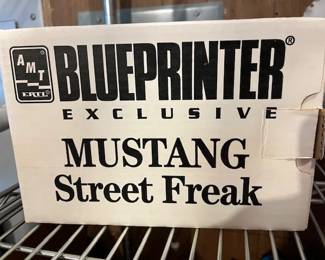 AMT
ERTL®
BLUEPRINTER®
EXCLUSIVE
MUSTANG
Street Freak